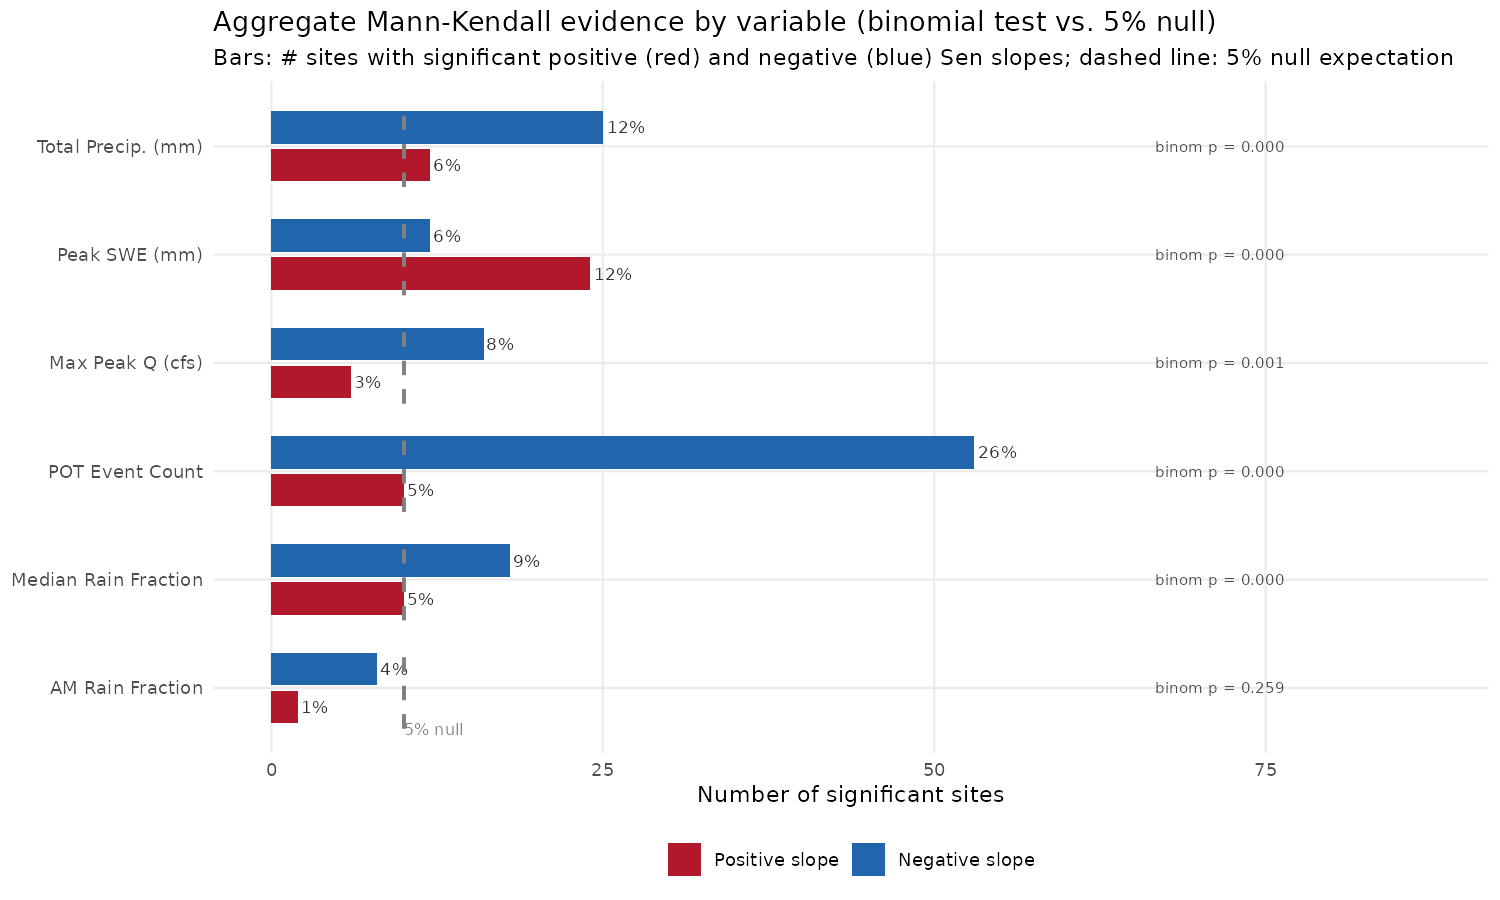 Aggregate Mann-Kendall evidence by variable (binomial test vs. 5% null)
Bars: # sites with significant positive (red) and negative (blue) Sen slopes; dashed line: 5% null expectation
Total Precip. (mm)
12%
6%
binom p = 0.000
Peak SWE (mm)
6%
12%
binom p = 0.000
Max Peak Q (cfs)
8%
3%
binom p = 0.001
POT Event Count
26%
5%
binom p = 0.000
Median Rain Fraction
9%
5%
binom p = 0.000
AM Rain Fraction
4%
1%
binom p = 0.259
5% null
0 25 50 75
Number of significant sites
Positive slope Negative slope